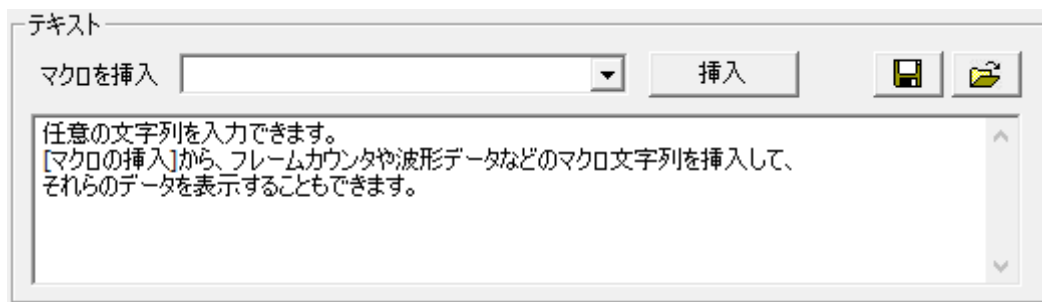 テキスト
マクロを挿入 挿入
任意の文字列を入力できます。
[マクロの挿入]から、フレームカウンタや波形データなどのマクロ文字列を挿入して、
それらのデータを表示することもできます。